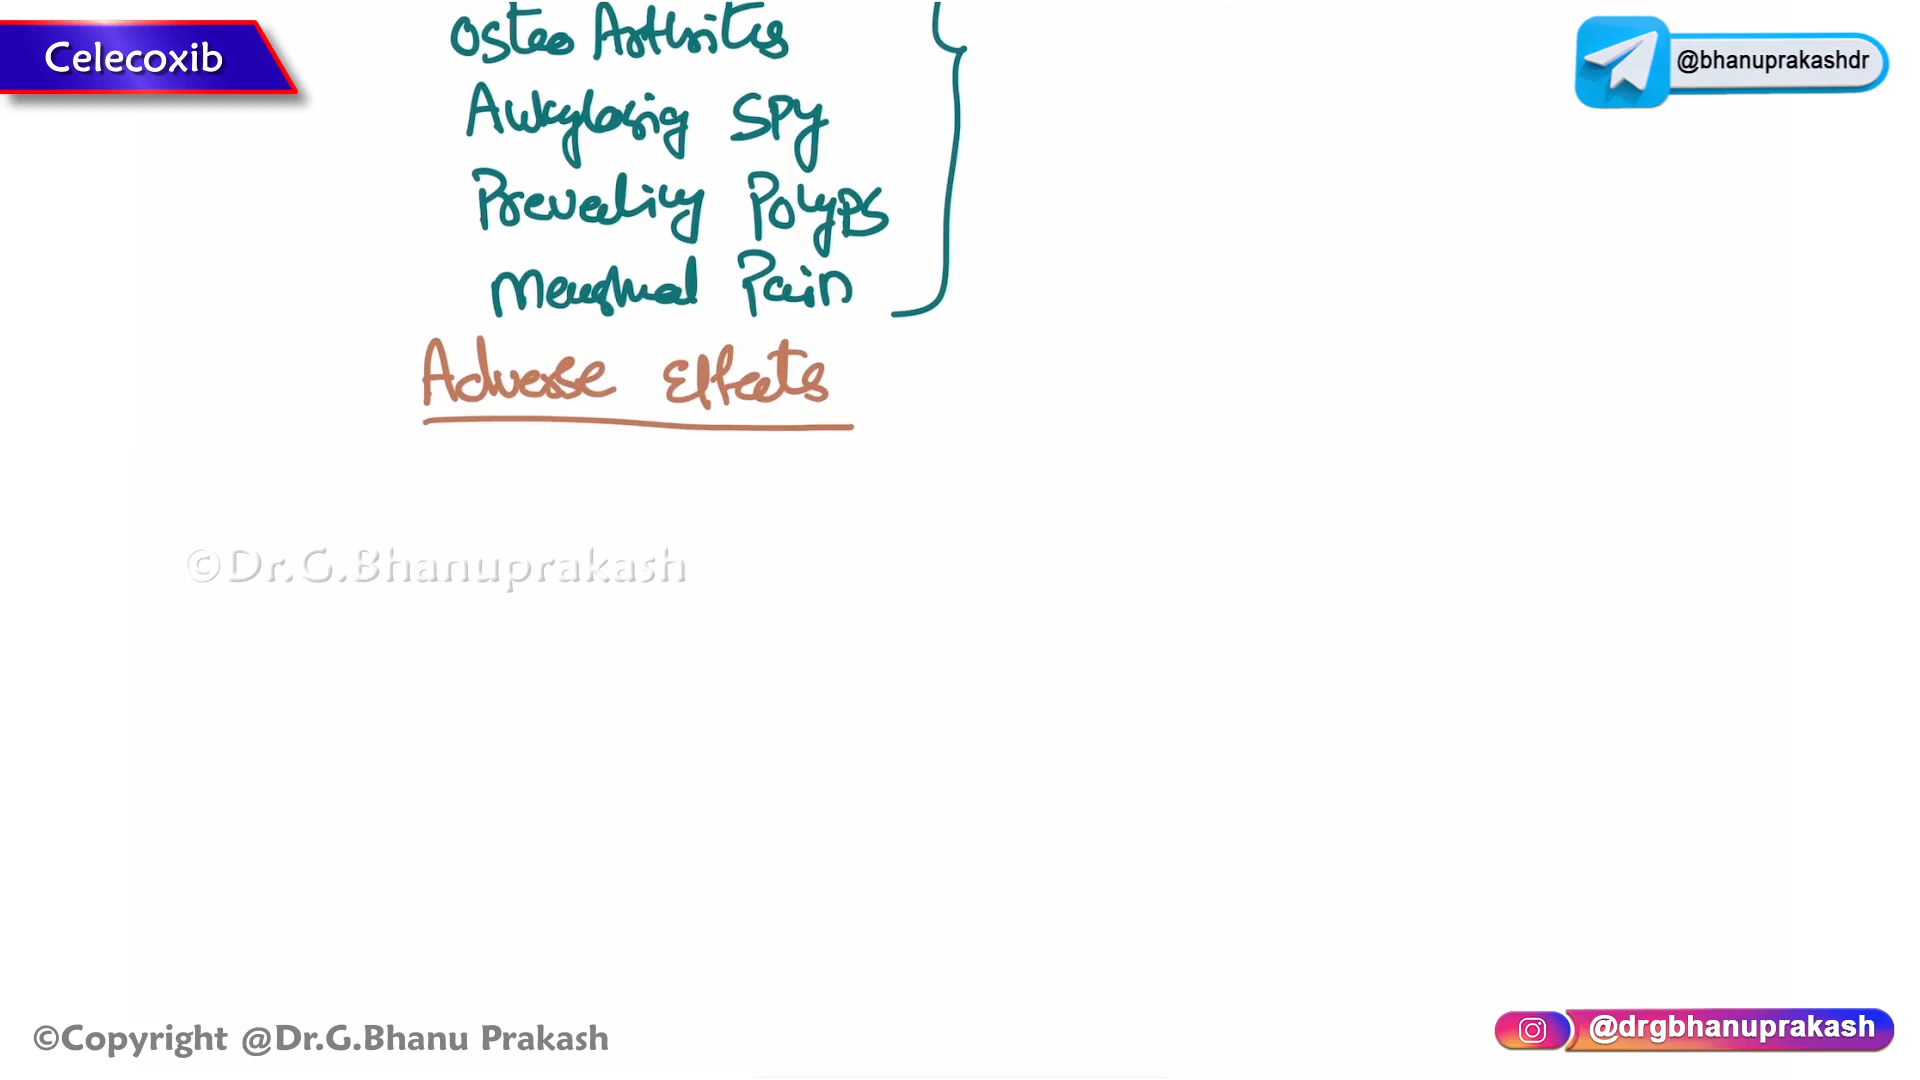 Celecoxib
@bhanuprakashdr
Osteo Arthritis
Ankylosing SPY
Preventing Polyps
Menstrual Pain
Adverse Effects
©Dr.G.Bhanuprakash
©Copyright @Dr.G.Bhanu Prakash
@drgbhanuprakash